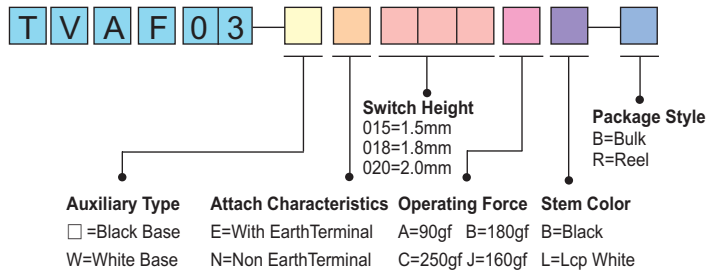 TVAF03
Switch Height
015=1.5mm
018=1.8mm
020=2.0mm
Package Style
B=Bulk
R=Reel
Auxiliary Type
□ =Black Base
W=White Base
Attach Characteristics
E=With EarthTerminal
N=Non EarthTerminal
Operating Force
A=90gf B=180gf
C=250gf J=160gf
Stem Color
B=Black
L=Lcp White